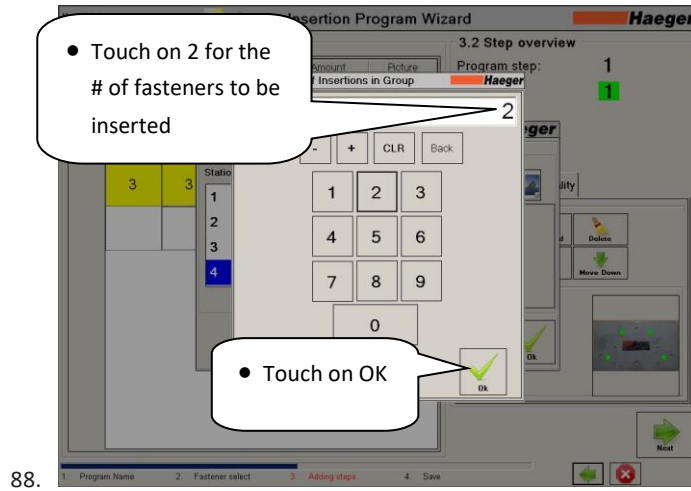 Insertion Program Wizard
Haeger
• Touch on 2 for the
# of fasteners to be
inserted
3.2 Step overview
Program step:
1
1
Amount
Picture
Insertions in Group
Haeger
2
- + CLR Back
3 3
Statio
1
2
3
4
1 2 3
4 5 6
7 8 9
0
• Touch on OK
Ok
Delete
Move Down
Ok
Next
88.
1 Program Name 2. Fastener select 3. Adding steps 4. Save